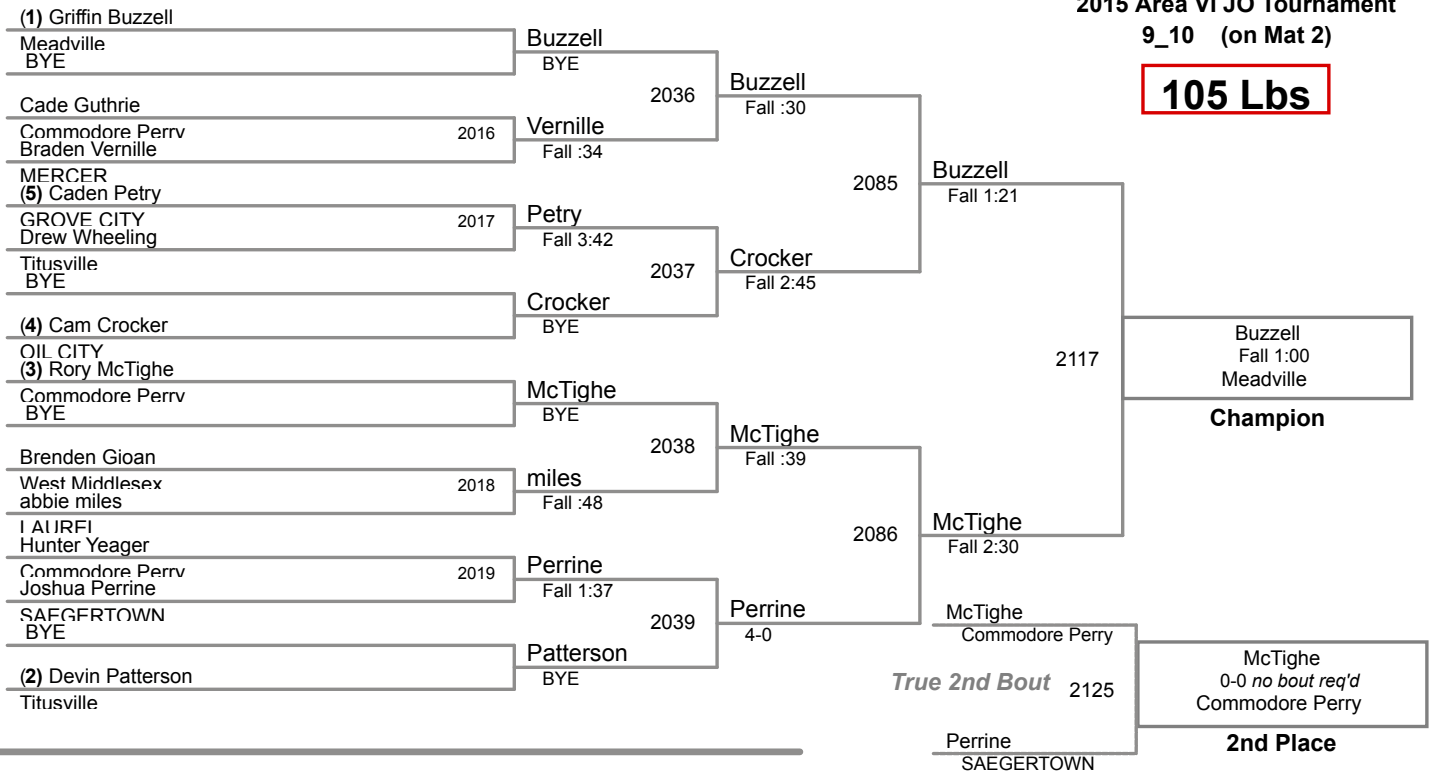 2015 Area VI JO Tournament
9_10 (on Mat 2)
105 Lbs
(1) Griffin Buzzell
Meadville
BYE
Cade Guthrie
Commodore Perry
Braden Vernille
MERCER
(5) Caden Petry
GROVE CITY
Drew Wheeling
Titusville
BYE
(4) Cam Crocker
OIL CITY
(3) Rory McTighe
Commodore Perry
BYE
Brenden Gioan
West Middlesex
abbie miles
LAUREL
Hunter Yeager
Commodore Perry
Joshua Perrine
SAEGERTOWN
BYE
(2) Devin Patterson
Titusville
2016
2017
2018
2019
Buzzell
BYE
Vernille
Fall :34
Petry
Fall 3:42
Crocker
BYE
McTighe
BYE
miles
Fall :48
Perrine
Fall 1:37
Patterson
BYE
2036
2037
2038
2039
Buzzell
Fall :30
Crocker
Fall 2:45
McTighe
Fall :39
Perrine
4-0
2085
2086
Buzzell
Fall 1:21
McTighe
Fall 2:30
2117
Buzzell
Fall 1:00
Meadville
Champion
McTighe
Commodore Perry
True 2nd Bout 2125
Perrine
SAEGERTOWN
McTighe
0-0 no bout req'd
Commodore Perry
2nd Place